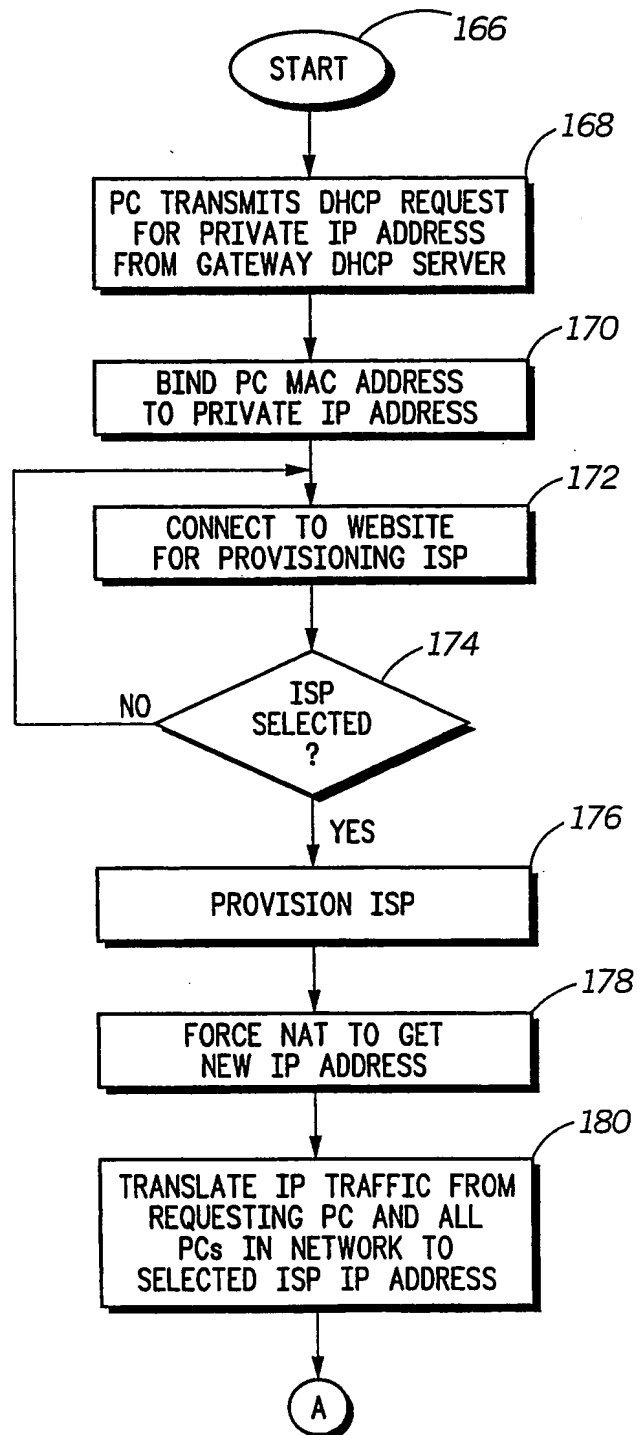 166
START
168
PC TRANSMITS DHCP REQUEST
FOR PRIVATE IP ADDRESS
FROM GATEWAY DHCP SERVER
170
BIND PC MAC ADDRESS
TO PRIVATE IP ADDRESS
172
CONNECT TO WEBSITE
FOR PROVISIONING ISP
174
ISP
SELECTED
?
NO
YES
176
PROVISION ISP
178
FORCE NAT TO GET
NEW IP ADDRESS
180
TRANSLATE IP TRAFFIC FROM
REQUESTING PC AND ALL
PCs IN NETWORK TO
SELECTED ISP IP ADDRESS
A